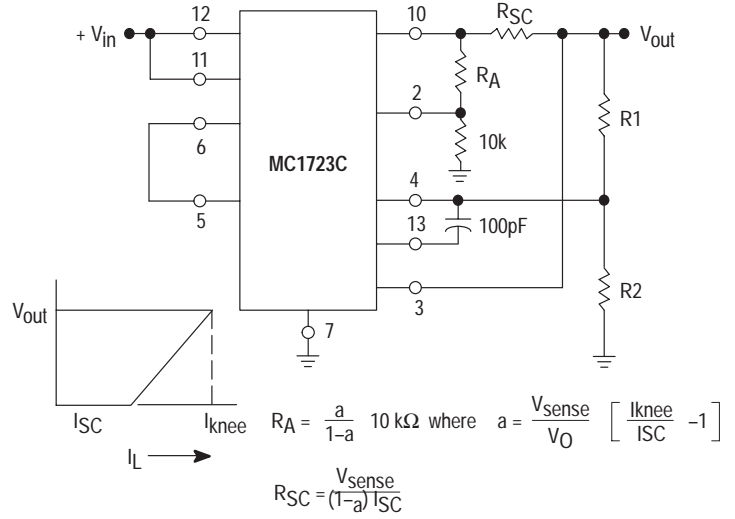 12
10
RSC
+ Vin
Vout
11
RA
2
R1
6
10k
MC1723C
4
5
13
100pF
3
R2
7
Vout
ISC
Iknee
IL
RA = a/1–a 10 kΩ where a = Vsense/VO [ Iknee/ISC –1 ]
RSC = Vsense/(1–a) ISC